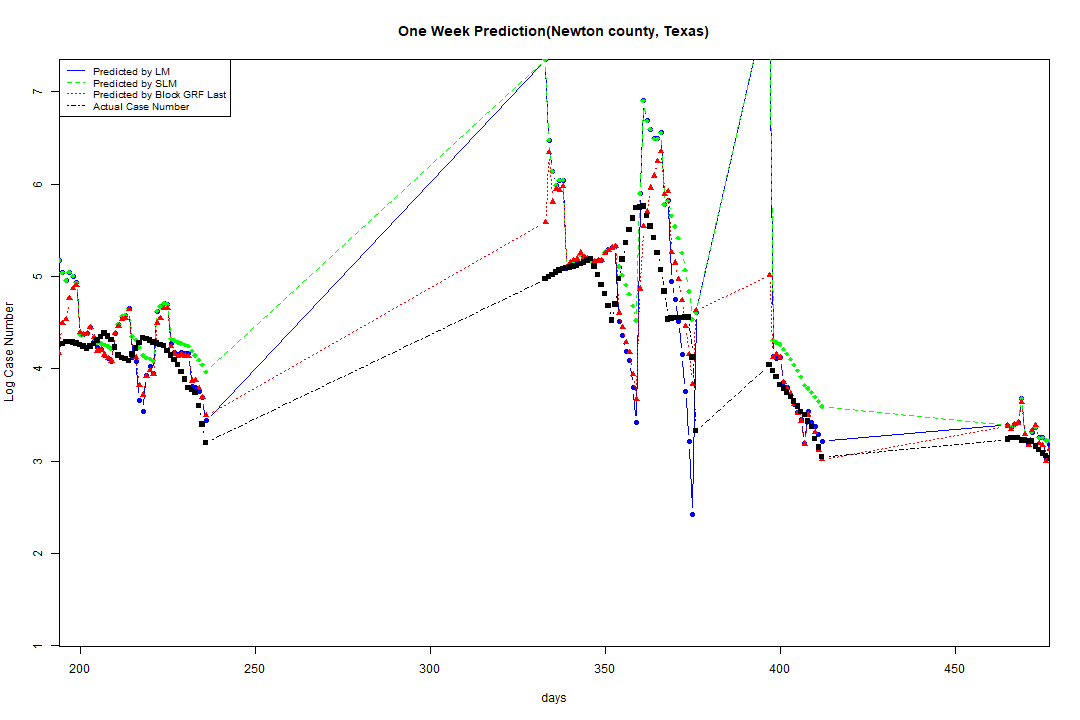 One Week Prediction(Newton county, Texas)
Predicted by LM
Predicted by SLM
Predicted by Block GRF Last
Actual Case Number
7
6
5
4
3
2
1
Log Case Number
200 250 300 350 400 450
days